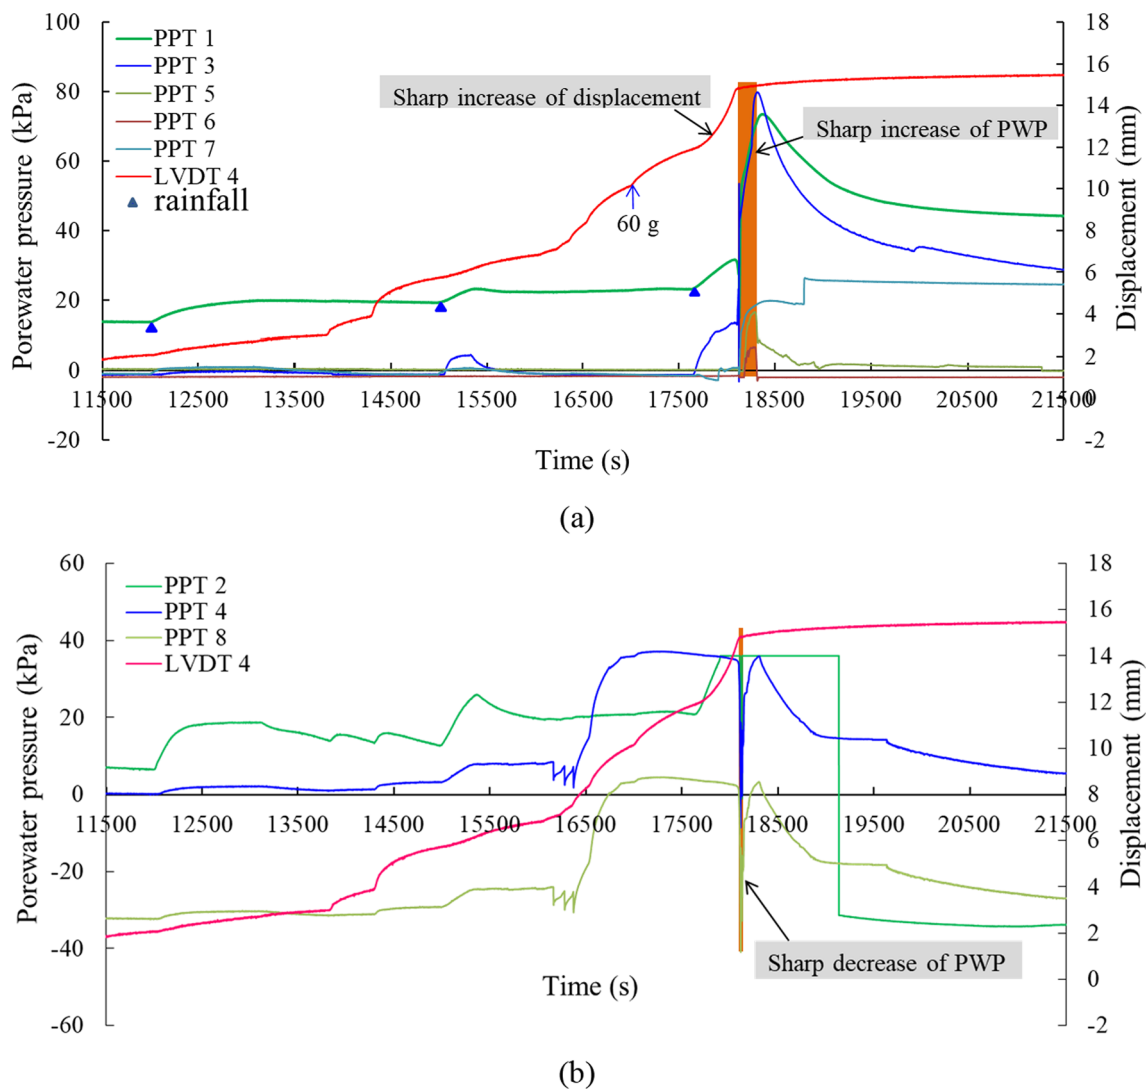 100
80
60
40
20
0
-20
Porewater pressure (kPa)
PPT 1
PPT 3
PPT 5
PPT 6
PPT 7
LVDT 4
rainfall
Sharp increase of displacement
Sharp increase of PWP
60 g
18
16
14
12
10
8
6
4
2
0
-2
Displacement (mm)
11500 12500 13500 14500 15500 16500 17500 18500 19500 20500 21500
Time (s)
(a)
60
40
20
0
-20
-40
-60
Porewater pressure (kPa)
PPT 2
PPT 4
PPT 8
LVDT 4
18
16
14
12
10
8
6
4
2
0
-2
Displacement (mm)
11500 12500 13500 14500 15500 16500 17500 18500 19500 20500 21500
Sharp decrease of PWP
Time (s)
(b)